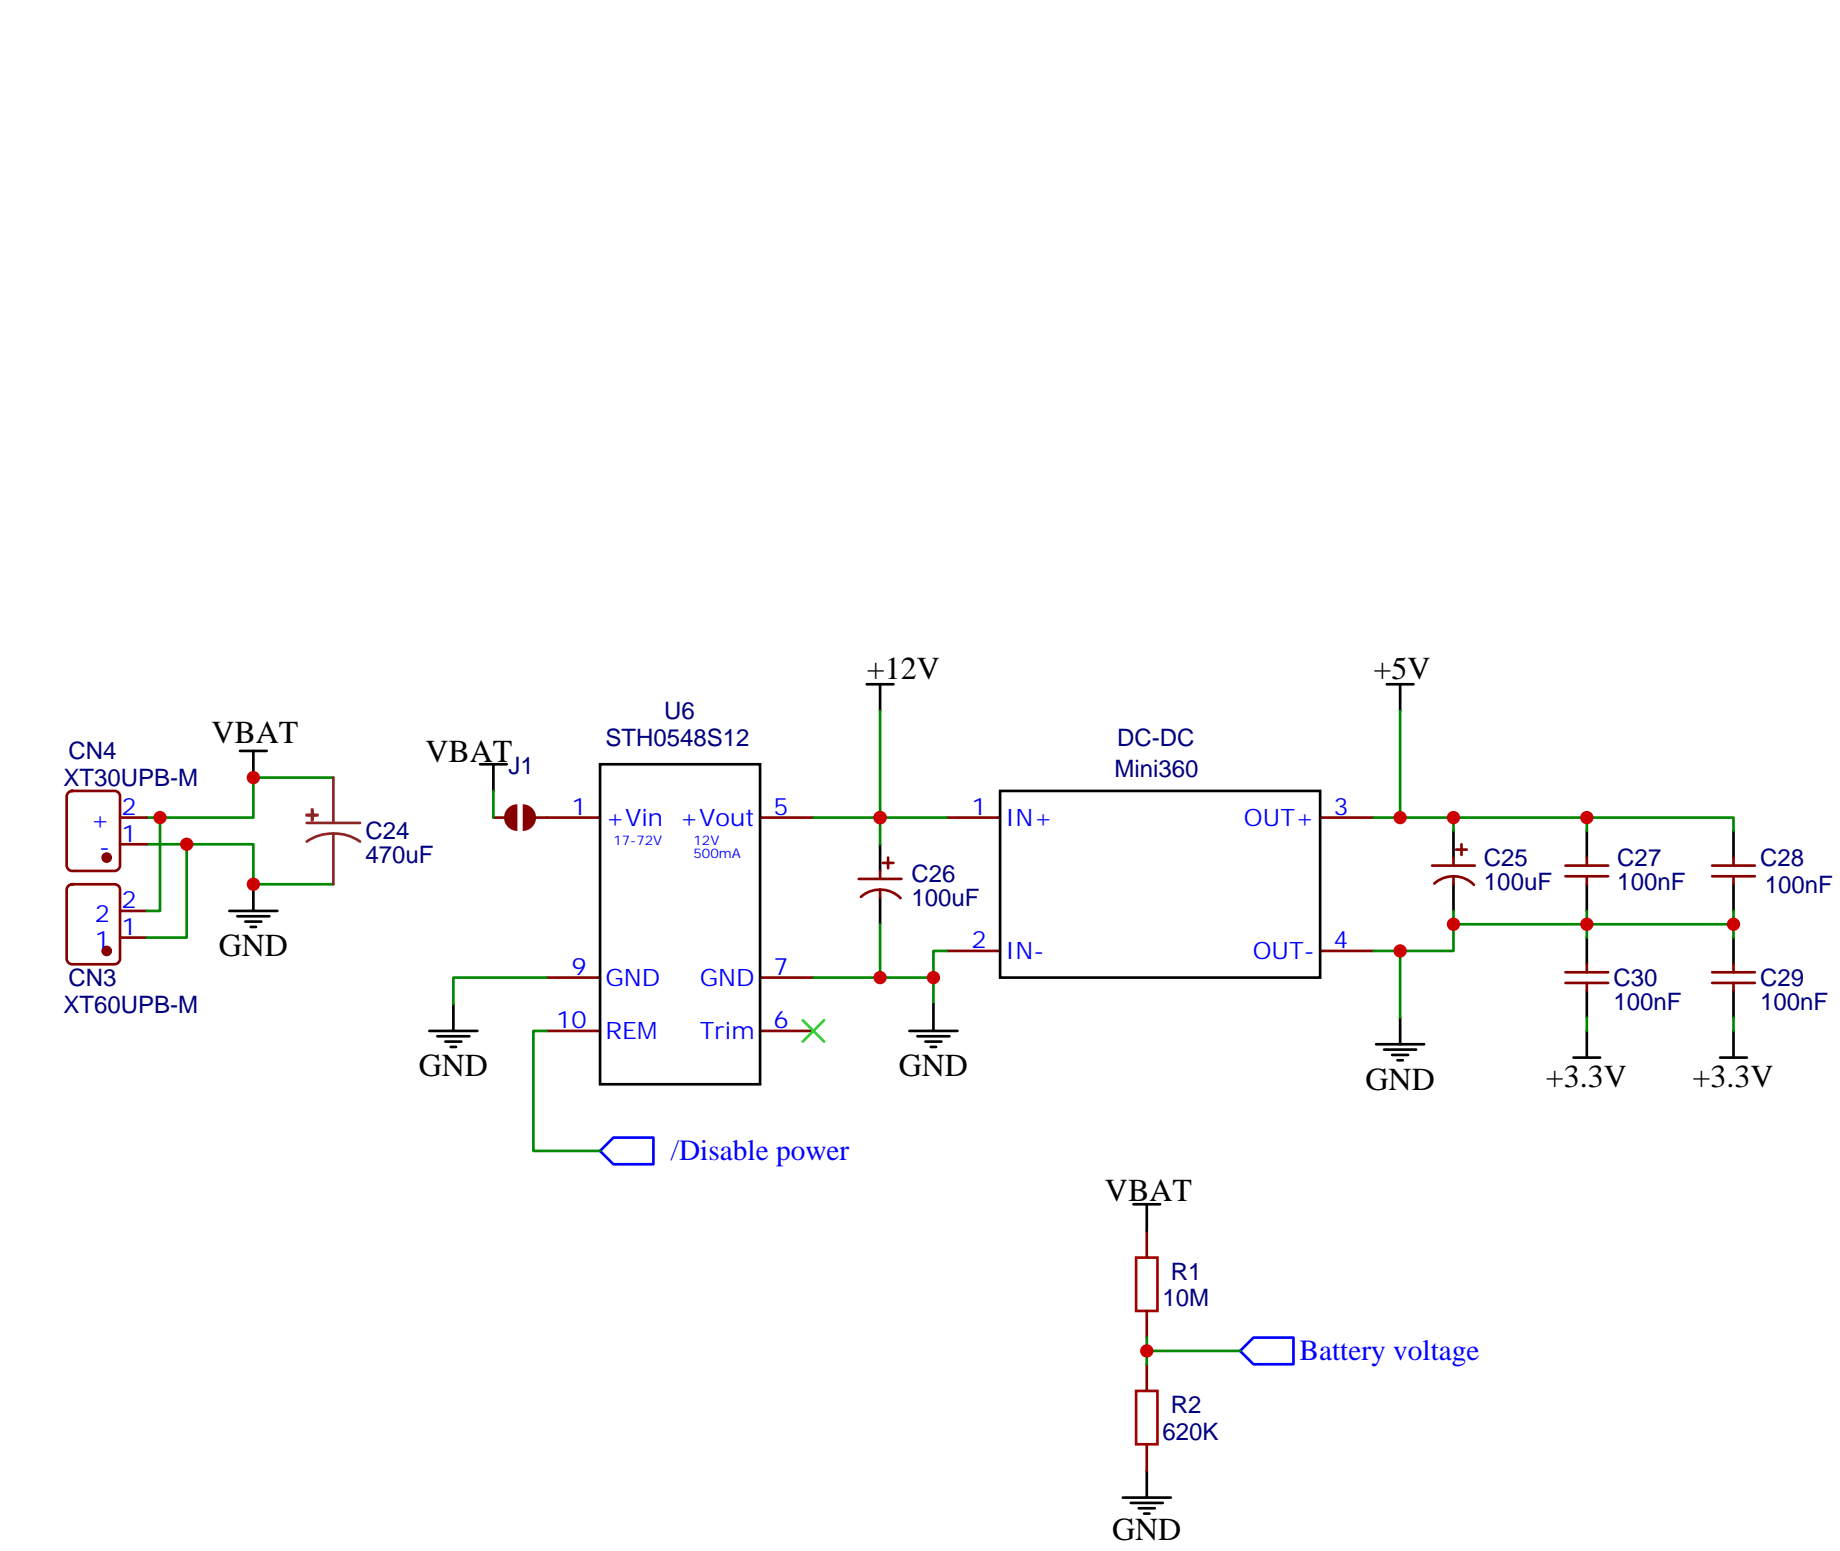 +12V
+5V
U6
STH0548S12
VBAT
CN4
XT30UPB-M
2
+
1
-
C24
470uF
2
2
1
1
CN3
XT60UPB-M
GND
VBAT
J1
1
+Vin
17-72V
+Vout
12V
500mA
5
9
GND
GND
7
10
REM
Trim
6
GND
/Disable power
C26
100uF
GND
DC-DC
Mini360
1
IN+
OUT+
3
2
IN-
OUT-
4
GND
C25
100uF
C27
100nF
C28
100nF
C30
100nF
C29
100nF
+3.3V
+3.3V
VBAT
R1
10M
Battery voltage
R2
620K
GND